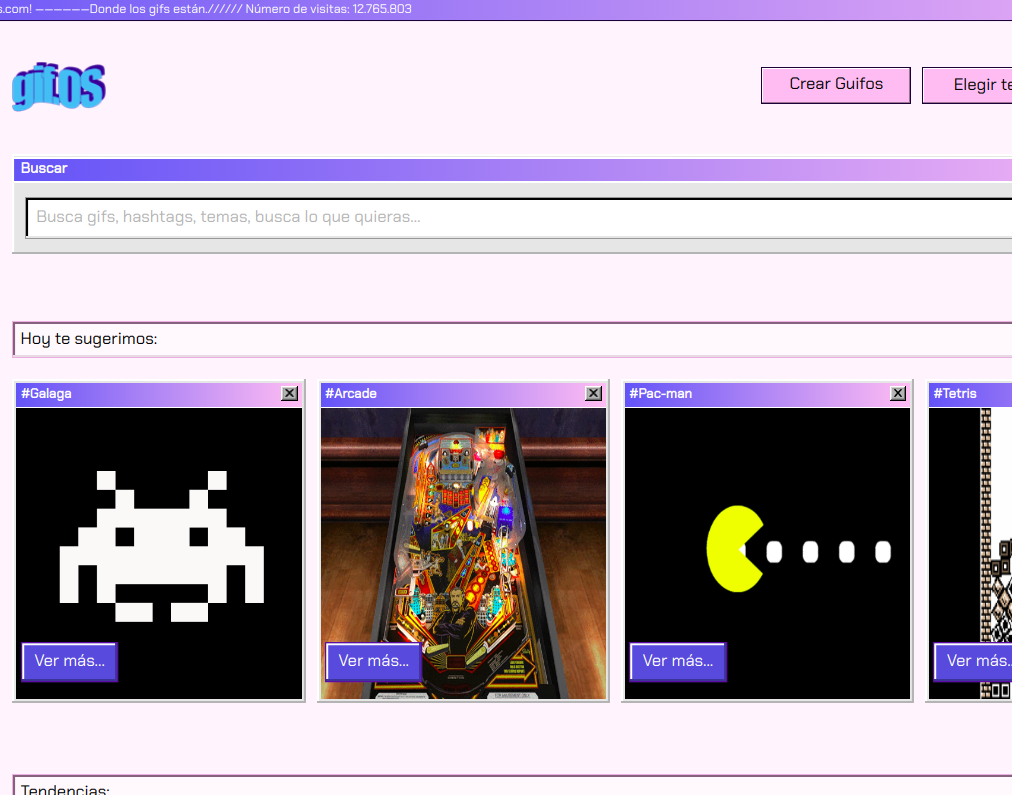 s.com! ––––––Donde los gifs están.////// Número de visitas: 12.765.803
gifos
Crear Guifos
Elegir te
Buscar
Busca gifs, hashtags, temas, busca lo que quieras...
Hoy te sugerimos:
#Galaga
#Arcade
#Pac-man
#Tetris
Ver más...
Ver más...
Ver más...
Ver más..
Tendencias: